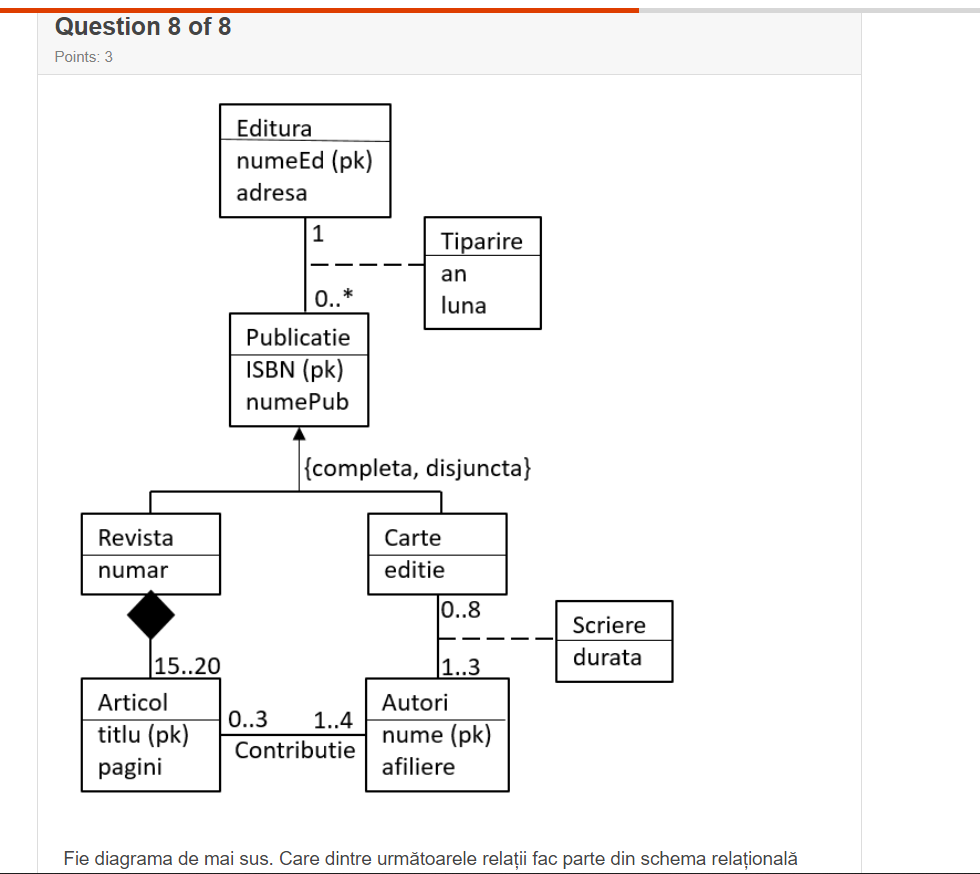 Question 8 of 8
Points: 3
Editura
numeEd (pk)
adresa
1
Tiparire
an
luna
0..*
Publicatie
ISBN (pk)
numePub
{completa, disjuncta}
Revista
numar
Carte
editie
0..8
Scriere
durata
15..20
1..3
Articol
titlu (pk)
pagini
0..3
1..4
Contributie
Autori
nume (pk)
afiliere
Fie diagrama de mai sus. Care dintre următoarele relații fac parte din schema relațională